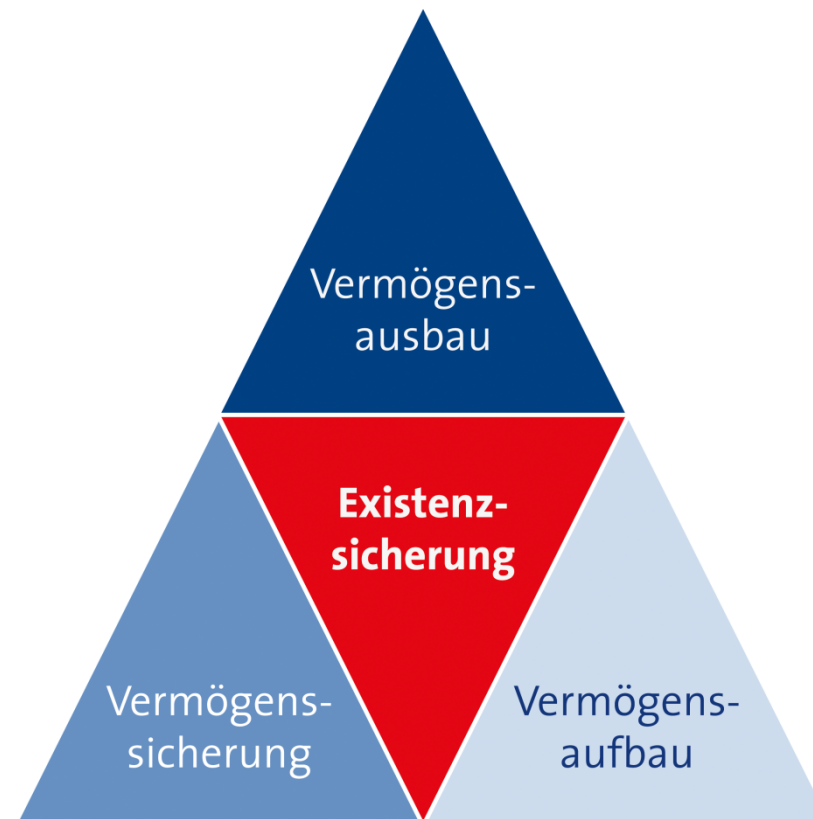 Vermögens-
ausbau
Existenz-
sicherung
Vermögens-
sicherung
Vermögens-
aufbau